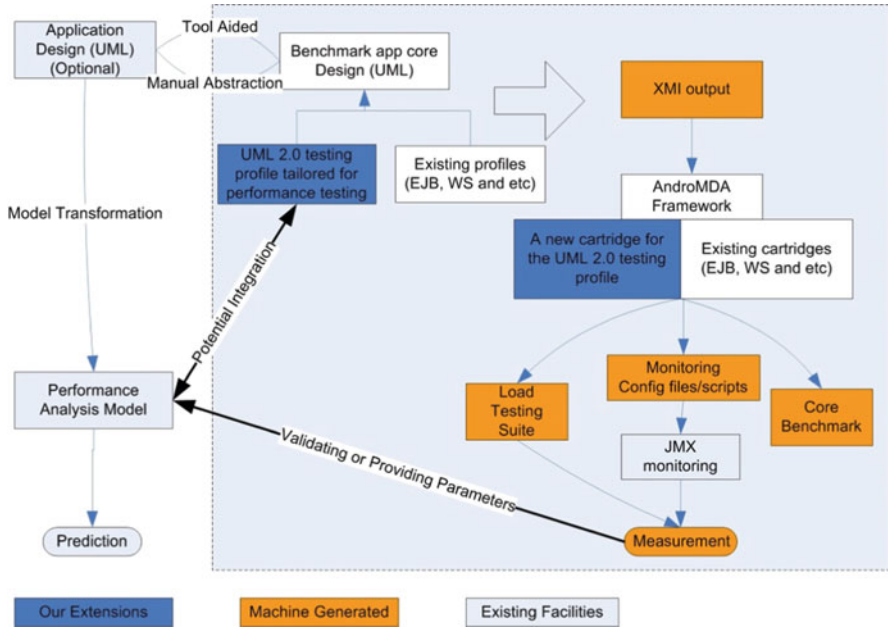 Application
Design (UML)
(Optional)
Tool Aided
Manual Abstraction
Benchmark app core
Design (UML)
XMI output
UML 2.0 testing
profile tailored for
performance testing
Existing profiles
(EJB, WS and etc)
AndroMDA
Framework
Model Transformation
A new cartridge for
the UML 2.0 testing
profile
Existing cartridges
(EJB, WS and etc)
Potential Integration
Performance
Analysis Model
Load
Testing
Suite
Monitoring
Config files/scripts
Core
Benchmark
JMX
monitoring
Validating or Providing Parameters
Prediction
Measurement
Our Extensions
Machine Generated
Existing Facilities